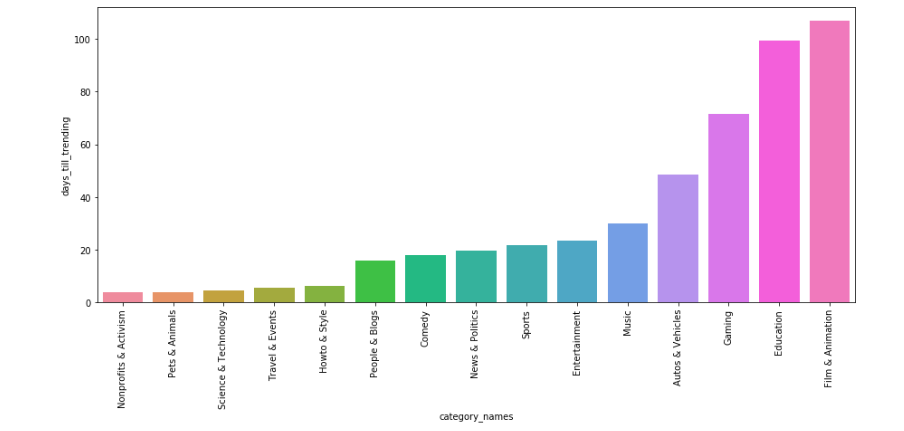 100
80
60
40
20
0
days_till_trending
Nonprofits & Activism
Pets & Animals
Science & Technology
Travel & Events
Howto & Style
People & Blogs
Comedy
News & Politics
Sports
Entertainment
Music
Autos & Vehicles
Gaming
Education
Film & Animation
category_names